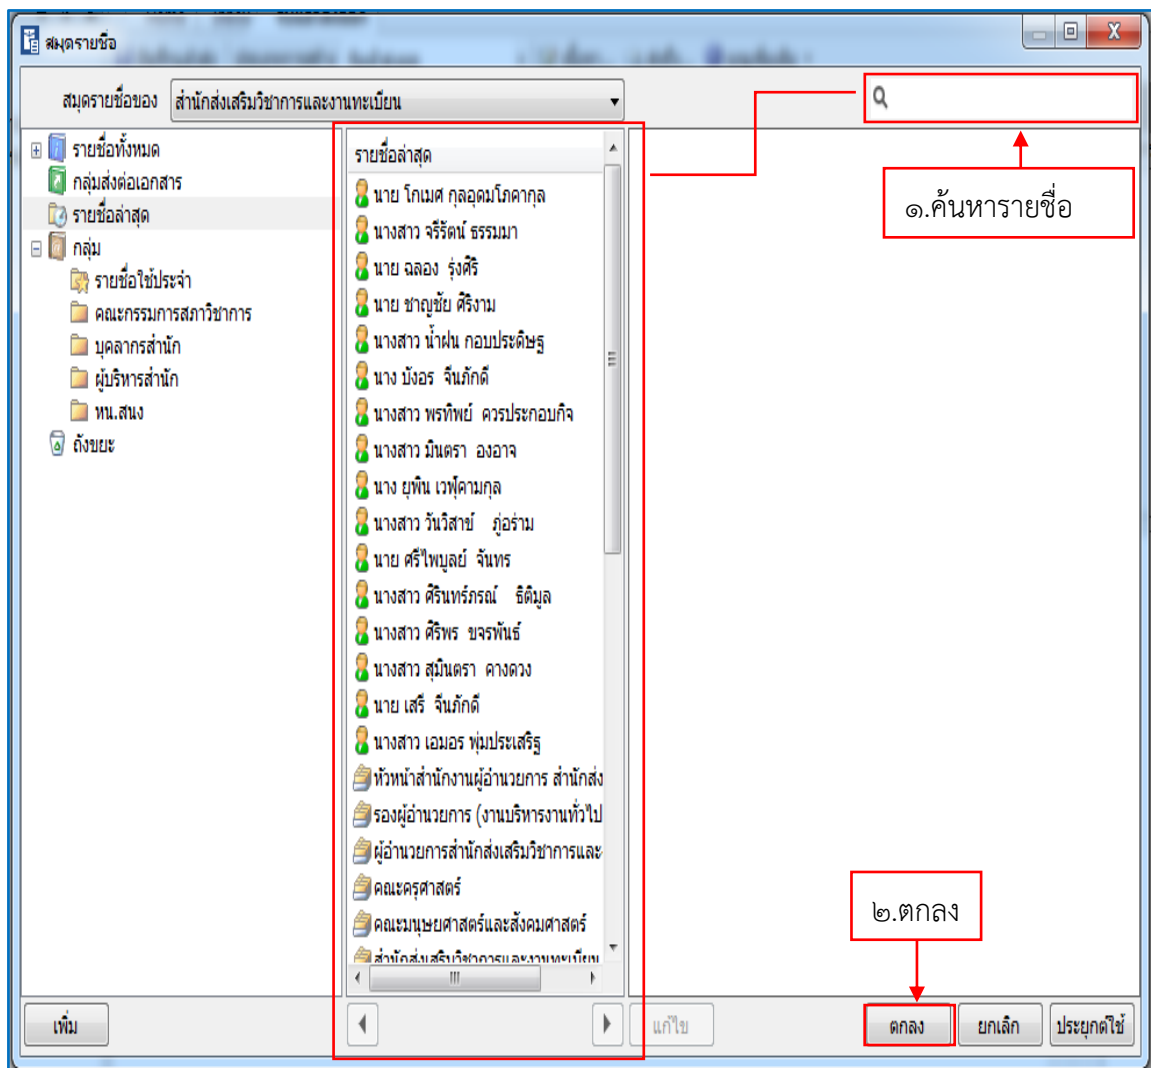 สมุดรายชื่อ
สมุดรายชื่อของ สำนักส่งเสริมวิชาการและงานทะเบียน
รายชื่อทั้งหมด
กลุ่มส่งต่อเอกสาร
รายชื่อล่าสุด
กลุ่ม
รายชื่อใช้ประจำ
คณะกรรมการสภาวิชาการ
บุคลากรสำนัก
ผู้บริหารสำนัก
หน.สนง
ถังขยะ
รายชื่อล่าสุด
นาย โกเมศ กุลอุดมโภคากุล
นางสาว จรีรัตน์ ธรรมมา
นาย ฉลอง รุ่งศิริ
นาย ชาญชัย ศิริงาม
นางสาว น้ำฝน กอบประดิษฐ
นาง บังอร จีนภักดี
นางสาว พรทิพย์ ควรประกอบกิจ
นางสาว มินตรา องอาจ
นาง ยุพิน เวฬุคามกุล
นางสาว วันวิสาข์ ภู่อร่าม
นาย ศรีไพบูลย์ จันทร
นางสาว ศิรินทร์ภรณ์ ธิติมูล
นางสาว ศิริพร ขจรพันธ์
นางสาว สุมินตรา คางดวง
นาย เสรี จีนภักดี
นางสาว เอมอร พุ่มประเสริฐ
หัวหน้าสำนักงานผู้อำนวยการ สำนักส่ง
รองผู้อำนวยการ (งานบริหารงานทั่วไป
ผู้อำนวยการสำนักส่งเสริมวิชาการและ
คณะครุศาสตร์
คณะมนุษยศาสตร์และสังคมศาสตร์
สำนักส่งเสริมวิชาการและงานทะเบียน
๑.ค้นหารายชื่อ
๒.ตกลง
เพิ่ม
แก้ไข
ตกลง
ยกเลิก
ประยุกต์ใช้